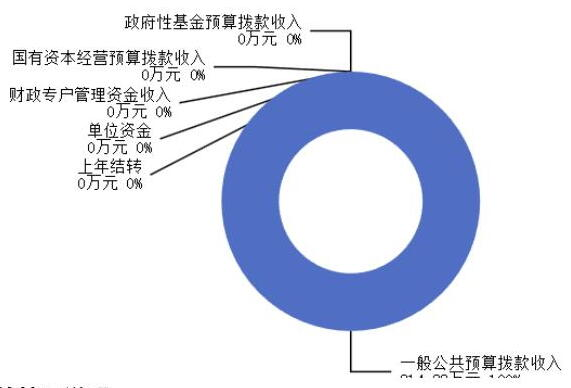 政府性基金预算拨款收入
0万元 0%
国有资本经营预算拨款收入
0万元 0%
财政专户管理资金收入
0万元 0%
单位资金
0万元 0%
上年结转
0万元 0%
一般公共预算拨款收入